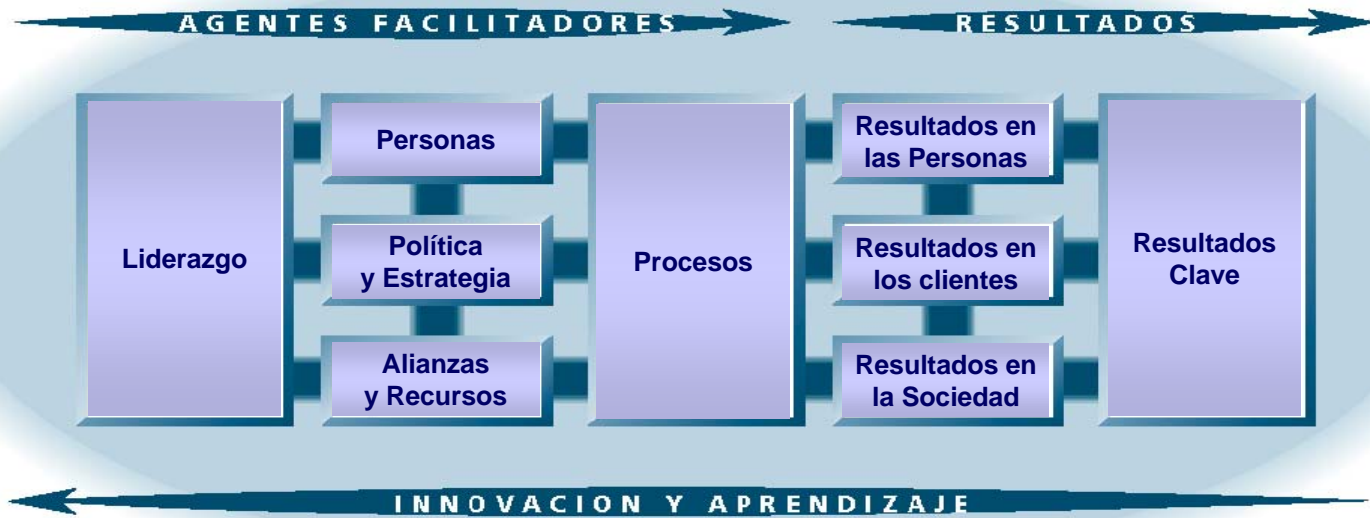 AGENTES FACILITADORES
RESULTADOS
Liderazgo
Personas
Política
y Estrategia
Alianzas
y Recursos
Procesos
Resultados en
las Personas
Resultados en
los clientes
Resultados en
la Sociedad
Resultados
Clave
INNOVACION Y APRENDIZAJE